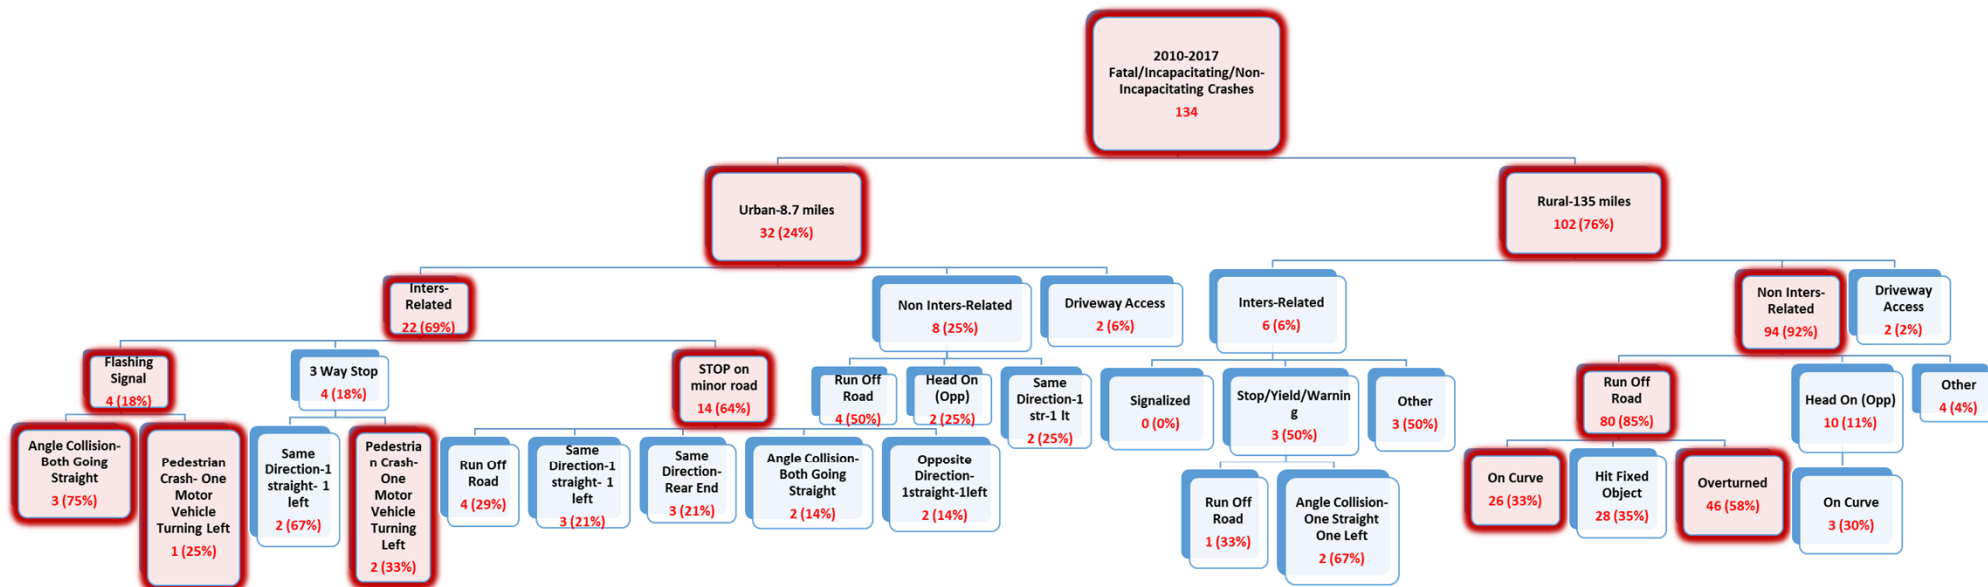 2010-2017
Fatal/Incapacitating/Non-
Incapacitating Crashes
134
Urban-8.7 miles
32 (24%)
Rural-135 miles
102 (76%)
Inters-
Related
22 (69%)
Non Inters-Related
8 (25%)
Driveway Access
2 (6%)
Inters-Related
6 (6%)
Non Inters-
Related
94 (92%)
Driveway
Access
2 (2%)
Flashing
Signal
4 (18%)
3 Way Stop
4 (18%)
STOP on
minor road
14 (64%)
Run Off
Road
4 (50%)
Head On
(Opp)
2 (25%)
Same
Direction-1
str-1 lt
2 (25%)
Signalized
0 (0%)
Stop/Yield/Warnin
g
3 (50%)
Other
3 (50%)
Run Off
Road
80 (85%)
Head On (Opp)
10 (11%)
Other
4 (4%)
Angle Collision-
Both Going
Straight
3 (75%)
Pedestrian
Crash- One
Motor
Vehicle
Turning Left
1 (25%)
Same
Direction-1
straight- 1
left
2 (67%)
Pedestria
n Crash-
One
Motor
Vehicle
Turning
Left
2 (33%)
Run Off
Road
4 (29%)
Same
Direction-1
straight- 1
left
3 (21%)
Same
Direction-
Rear End
3 (21%)
Angle Collision-
Both Going
Straight
2 (14%)
Opposite
Direction-
1straight-1left
2 (14%)
Run Off
Road
1 (33%)
Angle Collision-
One Straight
One Left
2 (67%)
On Curve
26 (33%)
Hit Fixed
Object
28 (35%)
Overturned
46 (58%)
On Curve
3 (30%)